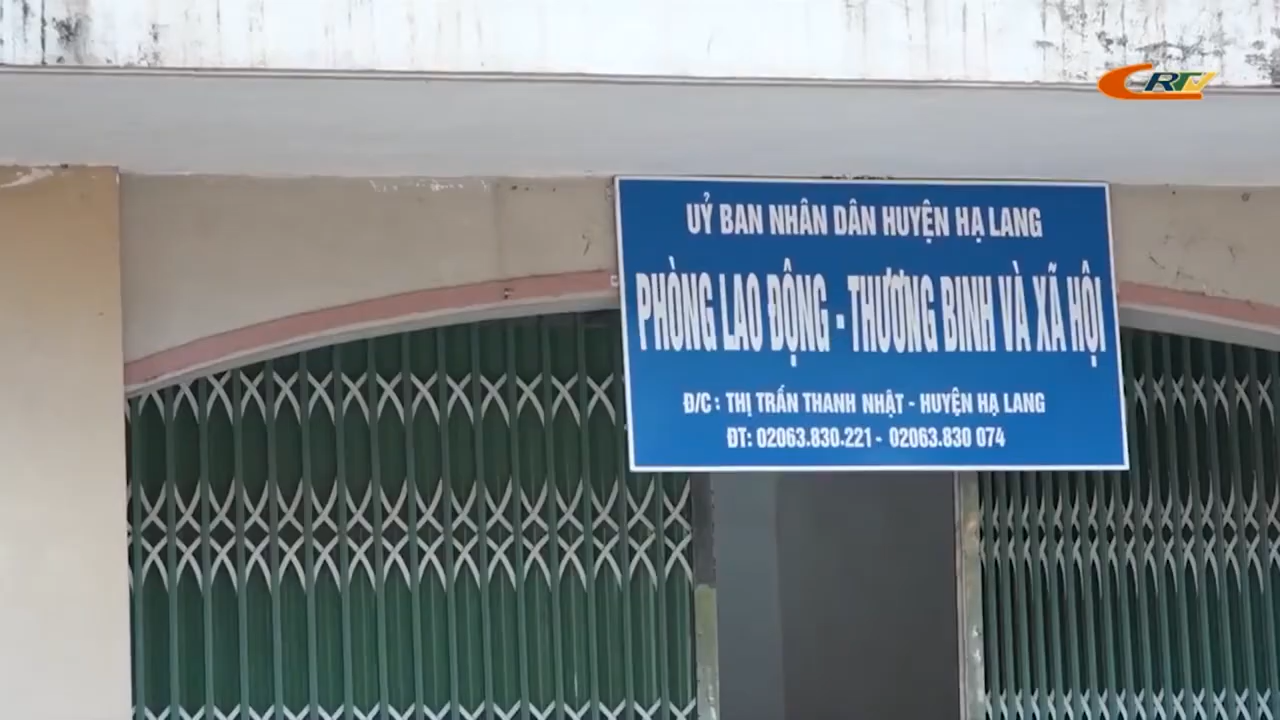 CRTV
UỶ BAN NHÂN DÂN HUYỆN HẠ LANG
PHÒNG LAO ĐỘNG - THƯƠNG BINH VÀ XÃ HỘI
Đ/C : THỊ TRẤN THANH NHẬT - HUYỆN HẠ LANG
ĐT: 02063.830.221 - 02063.830 074